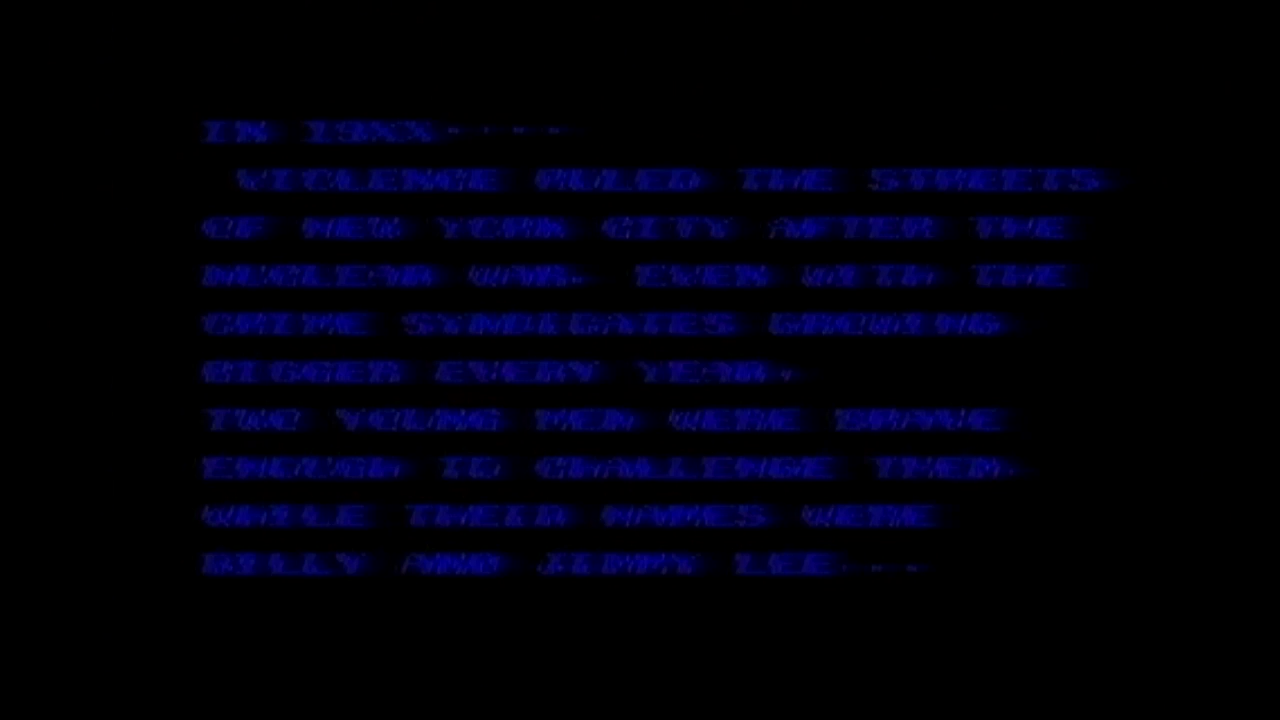 IN 19XX.....
VIOLENCE RULED THE STREETS
OF NEW YORK CITY AFTER THE
NUCLEAR WAR. EVEN WITH THE
CRIME SYNDICATES GROWING
BIGGER EVERY YEAR,
TWO YOUNG MEN WERE BRAVE
ENOUGH TO CHALLENGE THEM.
WHILE THEIR NAMES WERE
BILLY AND JIMMY LEE....